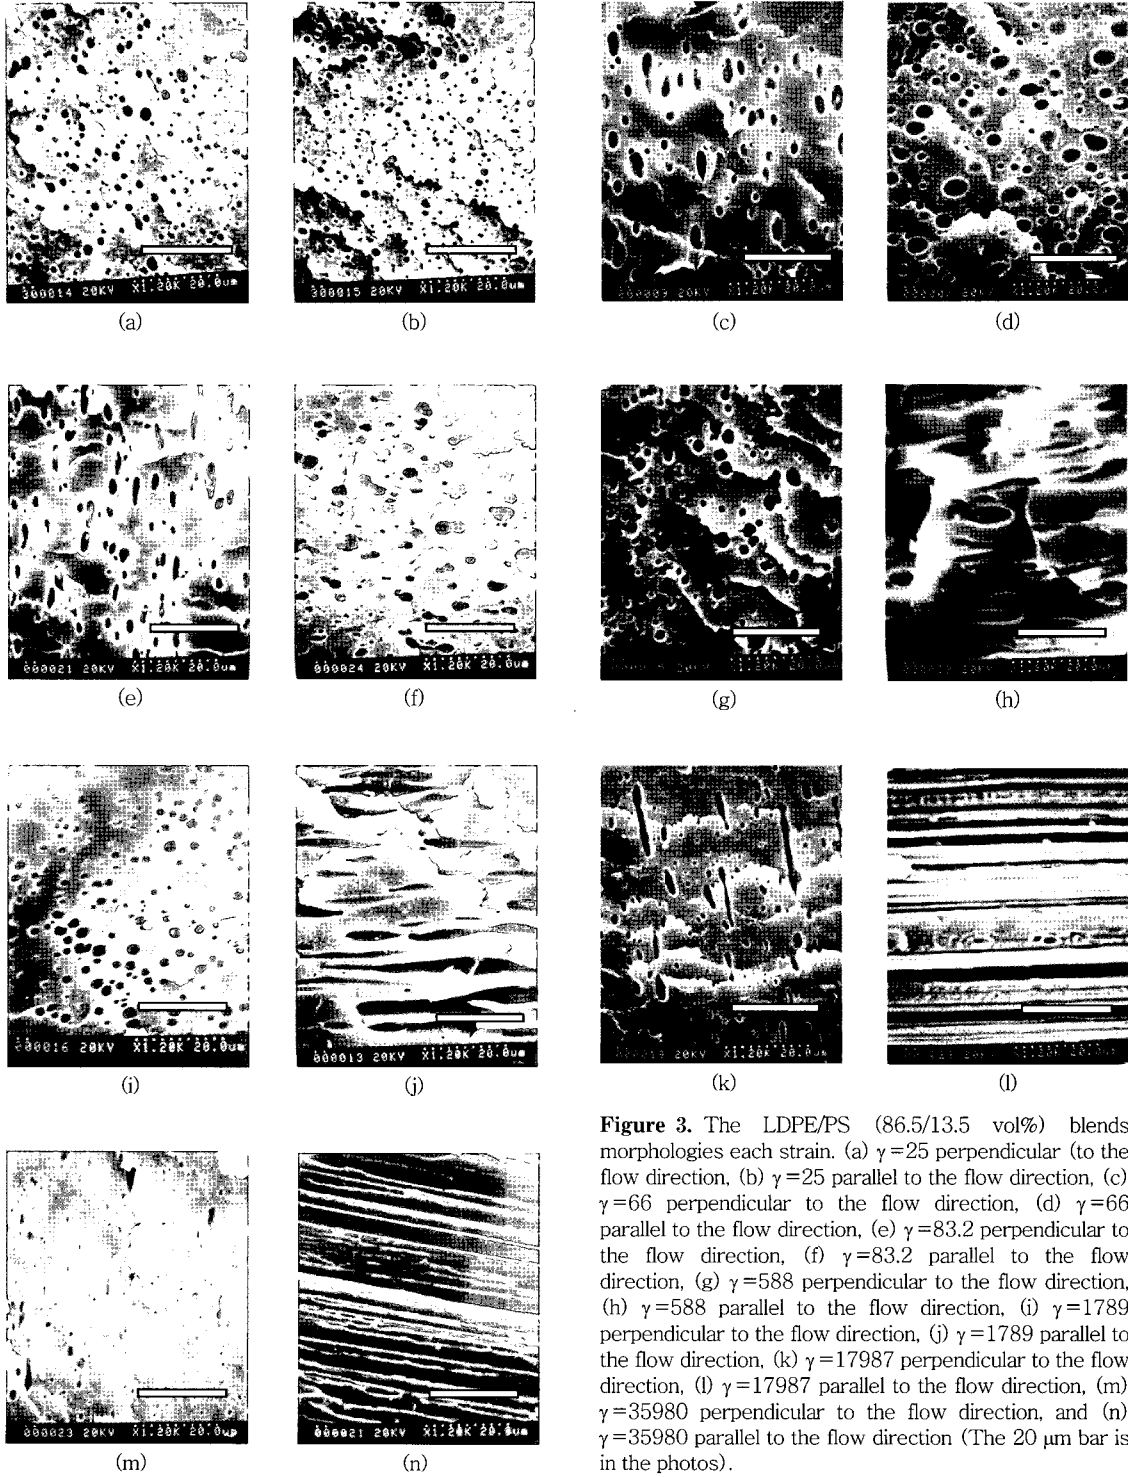 300014 20KV X1.20K 20.0um
300015 20KV X1.20K 20.0um
(a)
(b)
(c)
(d)
000021 20KV X1.20K 20.0um
000024 20KV X1.20K 20.0um
(e)
(f)
(g)
(h)
000016 20KV X1.20K 20.0um
000013 20KV X1.20K 20.0um
(i)
(j)
(k)
(l)
Figure 3. The LDPE/PS (86.5/13.5 vol%) blends
morphologies each strain. (a) γ=25 perpendicular (to the
flow direction, (b) γ=25 parallel to the flow direction, (c)
γ=66 perpendicular to the flow direction, (d) γ=66
parallel to the flow direction, (e) γ=83.2 perpendicular to
the flow direction, (f) γ=83.2 parallel to the flow
direction, (g) γ=588 perpendicular to the flow direction,
(h) γ=588 parallel to the flow direction, (i) γ=1789
perpendicular to the flow direction, (j) γ=1789 parallel to
the flow direction, (k) γ=17987 perpendicular to the flow
direction, (l) γ=17987 parallel to the flow direction, (m)
γ=35980 perpendicular to the flow direction, and (n)
γ=35980 parallel to the flow direction (The 20 μm bar is
in the photos).
000023 20KV X1.20K 20.0um
000021 20KV X1.20K 20.0um
(m)
(n)